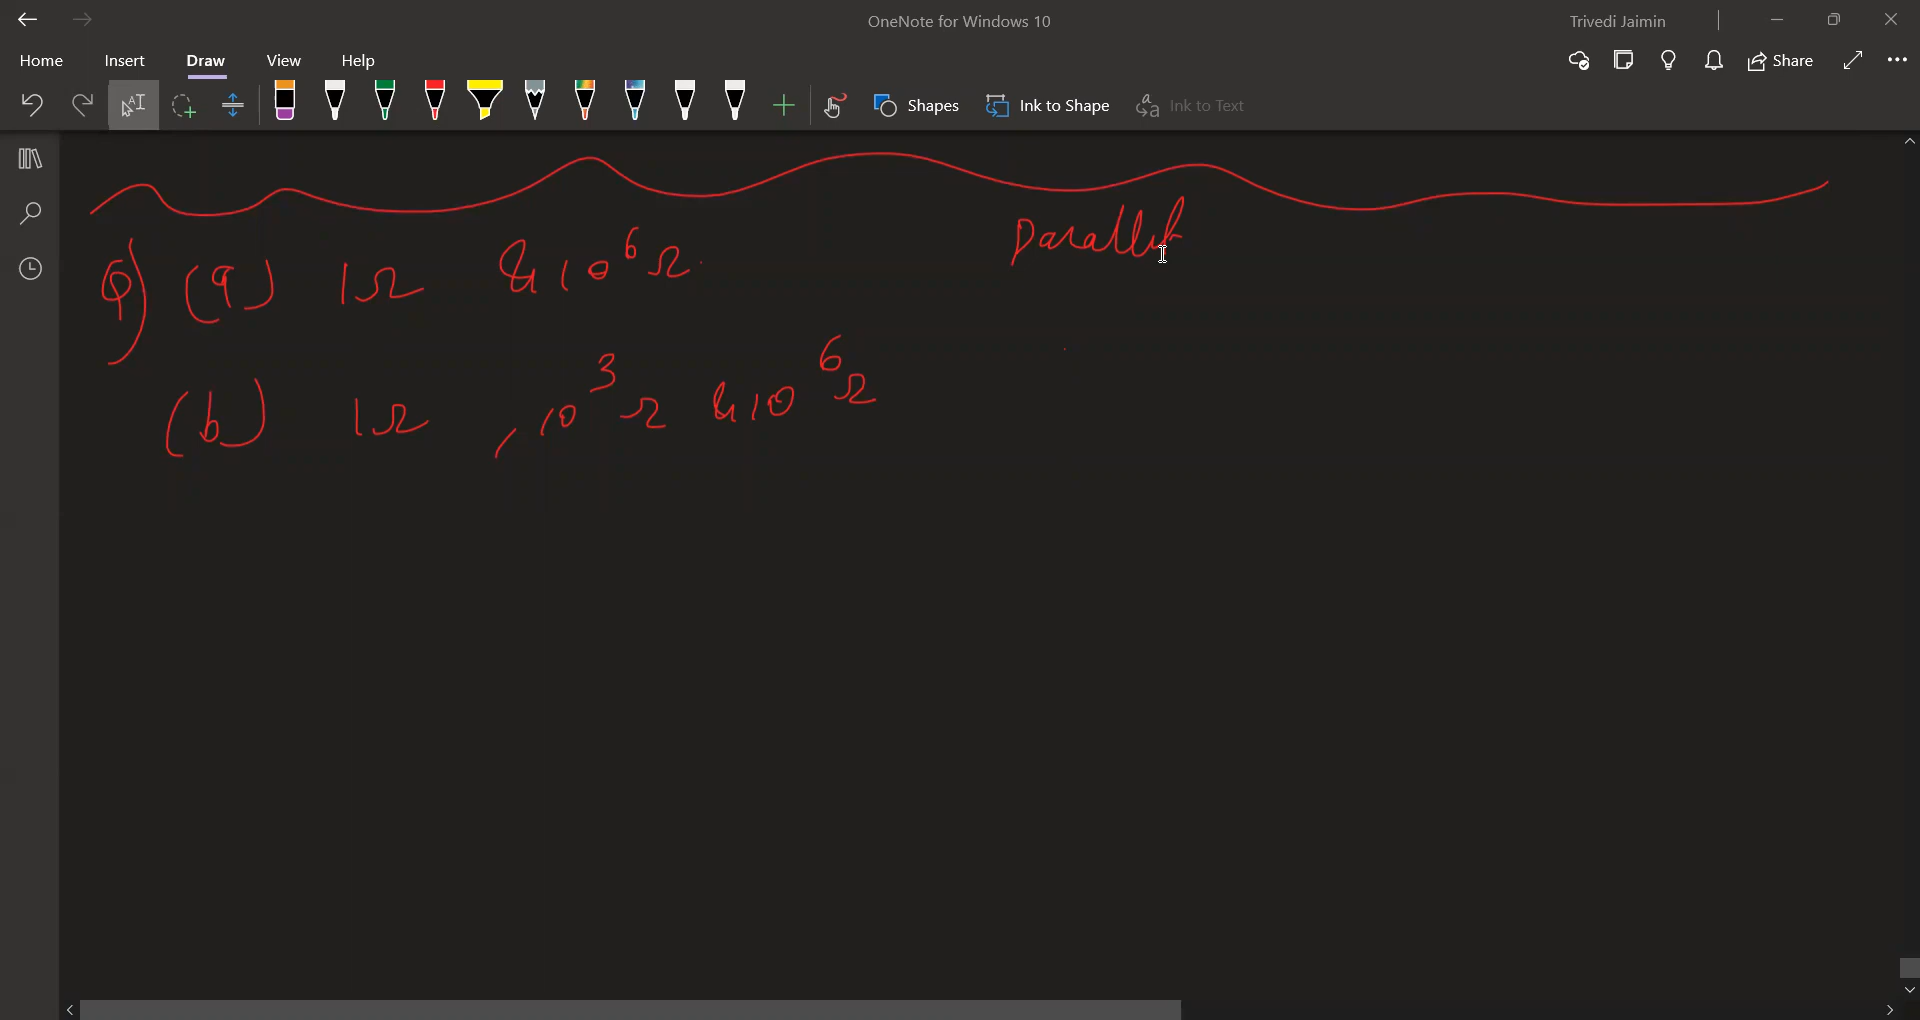 OneNote for Windows 10
Trivedi Jaimin
Home Insert Draw View Help
Share
Shapes Ink to Shape Ink to Text
Parallel
Q) (a) 1Ω & 10⁶Ω.
(b) 1Ω , 10³Ω & 10⁶Ω